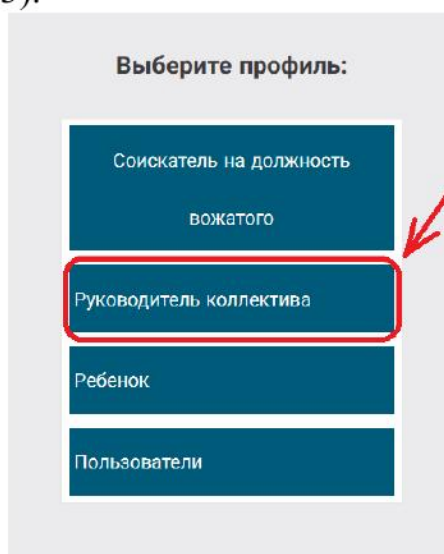 Выберите профиль:
Соискатель на должность
вожатого
Руководитель коллектива
Ребенок
Пользователи